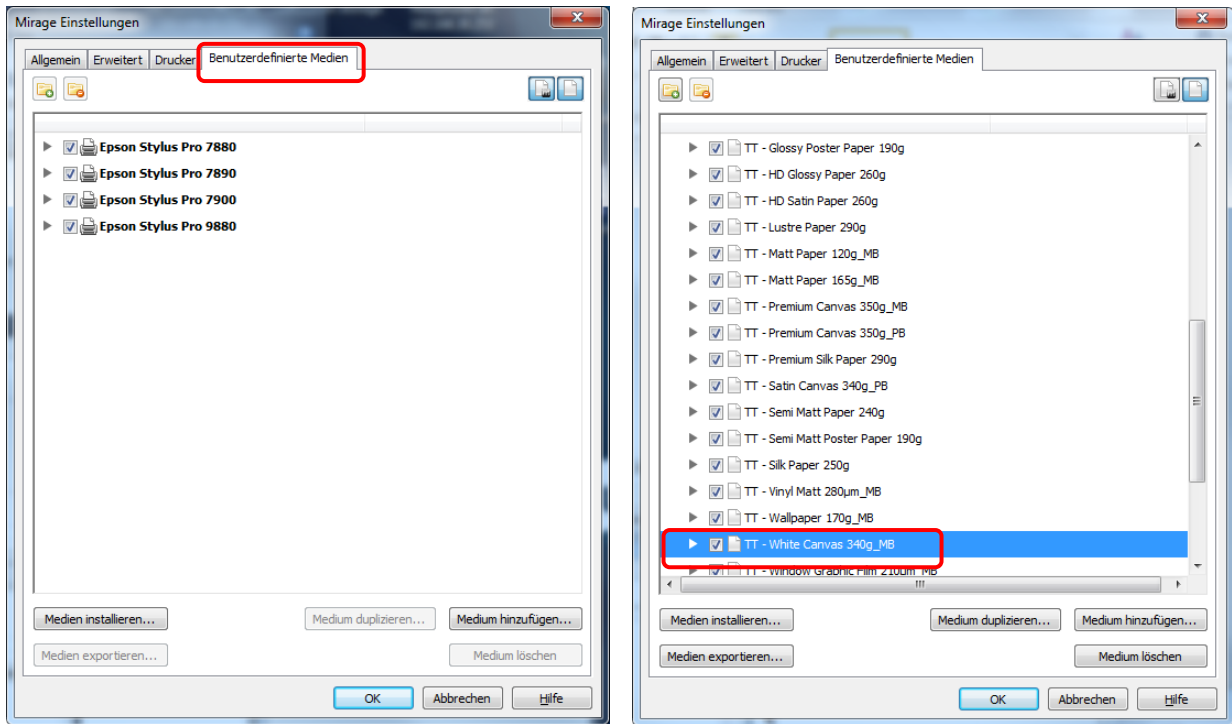 Mirage Einstellungen
Allgemein Erweitert Drucker Benutzerdefinierte Medien
Epson Stylus Pro 7880
Epson Stylus Pro 7890
Epson Stylus Pro 7900
Epson Stylus Pro 9880
Medien installieren... Medium duplizieren... Medium hinzufügen...
Medien exportieren... Medium löschen
OK Abbrechen Hilfe
Mirage Einstellungen
Allgemein Erweitert Drucker Benutzerdefinierte Medien
TT - Glossy Poster Paper 190g
TT - HD Glossy Paper 260g
TT - HD Satin Paper 260g
TT - Lustre Paper 290g
TT - Matt Paper 120g_MB
TT - Matt Paper 165g_MB
TT - Premium Canvas 350g_MB
TT - Premium Canvas 350g_PB
TT - Premium Silk Paper 290g
TT - Satin Canvas 340g_PB
TT - Semi Matt Paper 240g
TT - Semi Matt Poster Paper 190g
TT - Silk Paper 250g
TT - Vinyl Matt 280µm_MB
TT - Wallpaper 170g_MB
TT - White Canvas 340g_MB
TT - Window Graphic Film 210µm_MB
Medien installieren... Medium duplizieren... Medium hinzufügen...
Medien exportieren... Medium löschen
OK Abbrechen Hilfe